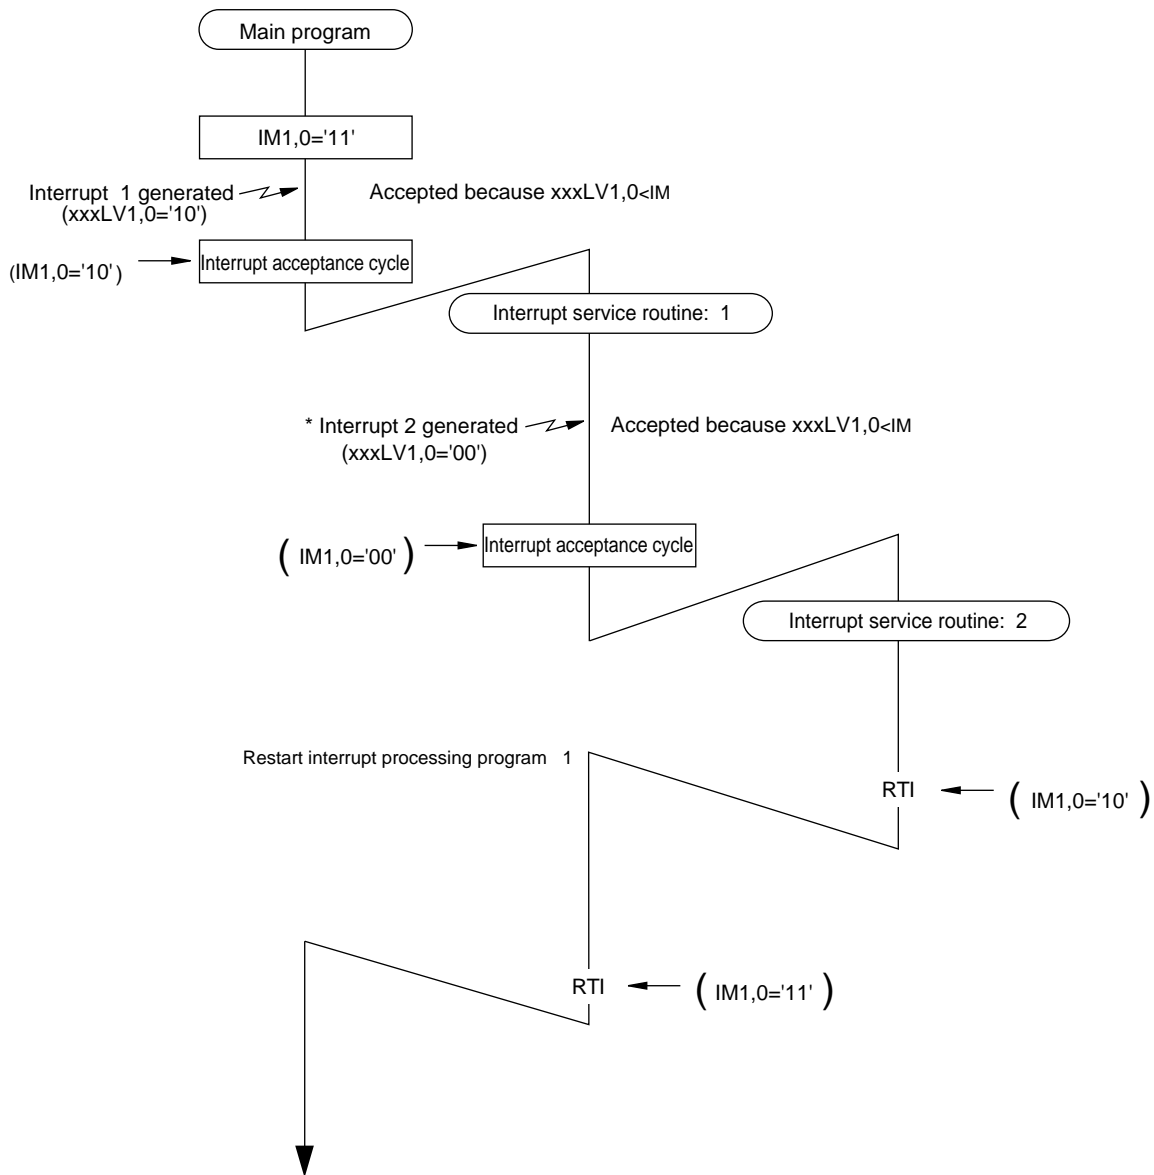 Main program
IM1,0='11'
Interrupt 1 generated
(xxxLV1,0='10')
Accepted because xxxLV1,0<IM
(IM1,0='10')
Interrupt acceptance cycle
Interrupt service routine: 1
* Interrupt 2 generated
(xxxLV1,0='00')
Accepted because xxxLV1,0<IM
( IM1,0='00' )
Interrupt acceptance cycle
Interrupt service routine: 2
Restart interrupt processing program 1
RTI
( IM1,0='10' )
RTI
( IM1,0='11' )